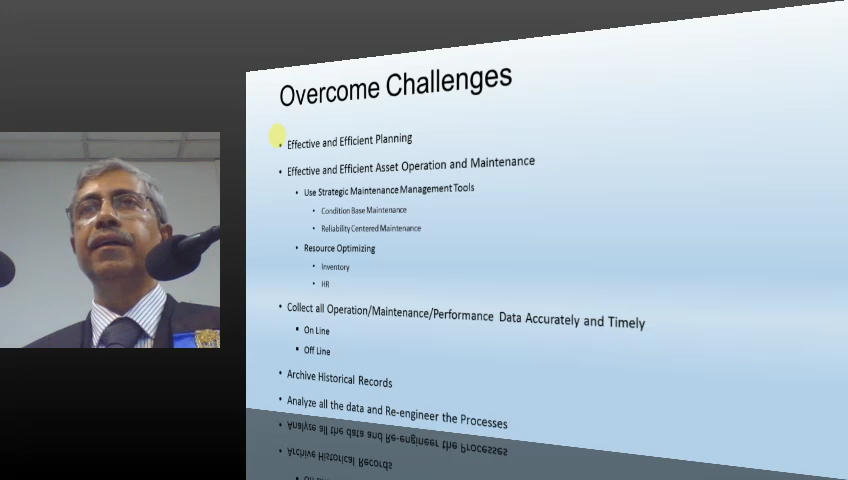 Overcome Challenges
• Effective and Efficient Planning
• Effective and Efficient Asset Operation and Maintenance
• Use Strategic Maintenance Management Tools
• Condition Base Maintenance
• Reliability Centered Maintenance
• Resource Optimizing
• Inventory
• HR
• Collect all Operation/Maintenance/Performance Data Accurately and Timely
• On Line
• Off Line
• Archive Historical Records
• Analyze all the data and Re-engineer the Processes